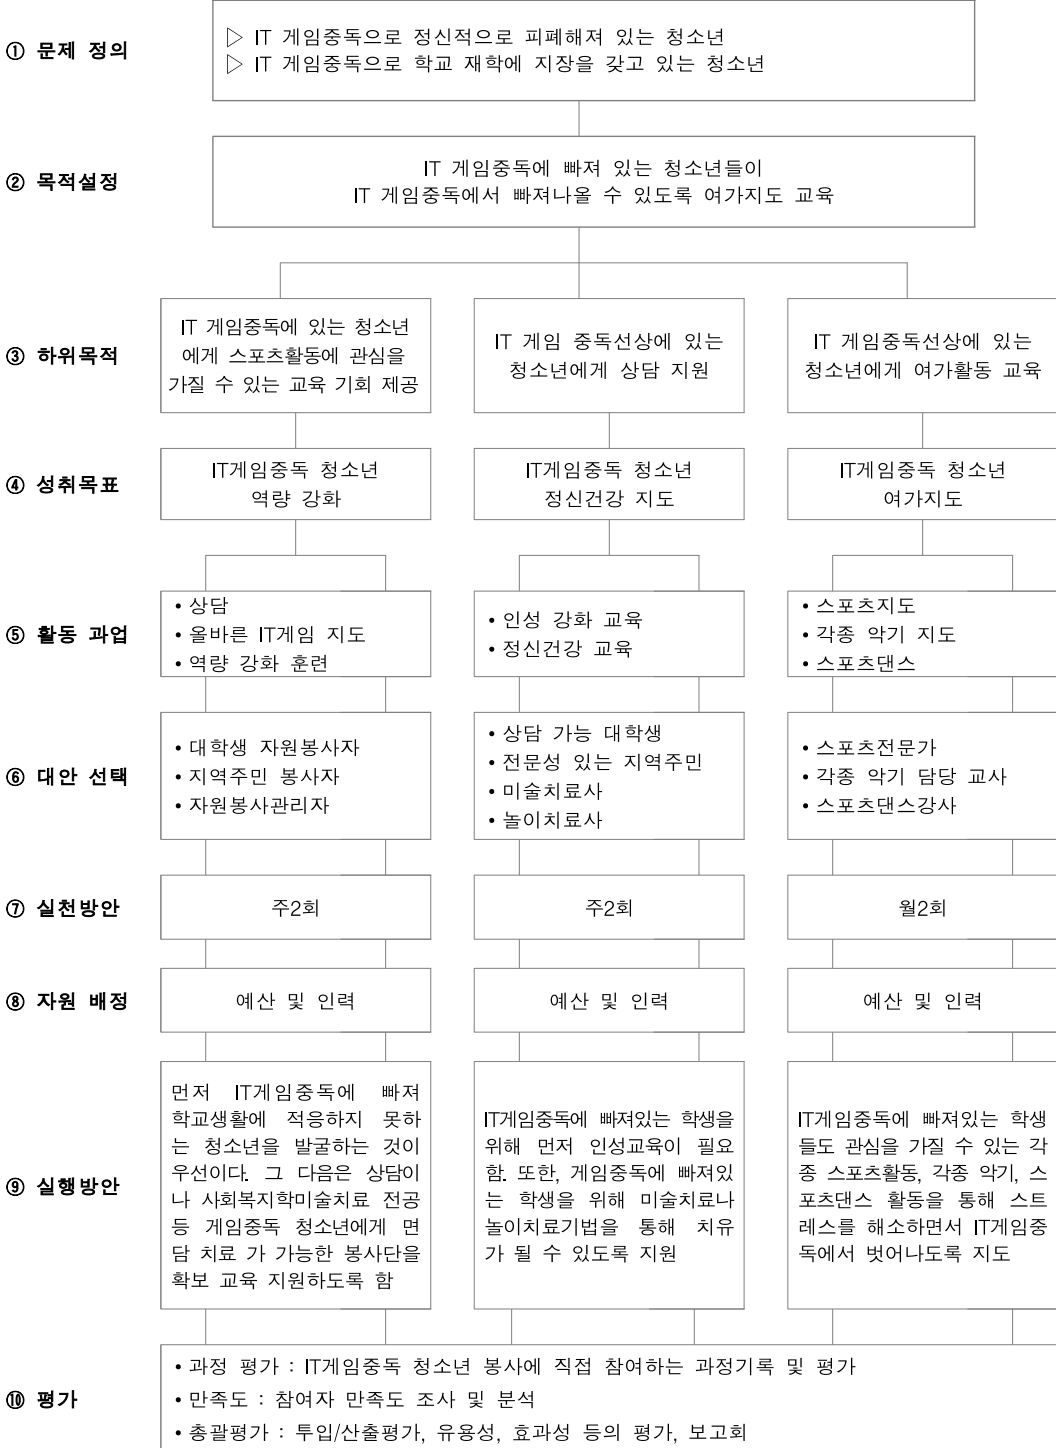 ① 문제 정의
▷ IT 게임중독으로 정신적으로 피폐해져 있는 청소년
▷ IT 게임중독으로 학교 재학에 지장을 갖고 있는 청소년
② 목적설정
IT 게임중독에 빠져 있는 청소년들이
IT 게임중독에서 빠져나올 수 있도록 여가지도 교육
③ 하위목적
IT 게임중독에 있는 청소년
에게 스포츠활동에 관심을
가질 수 있는 교육 기회 제공
IT 게임 중독선상에 있는
청소년에게 상담 지원
IT 게임중독선상에 있는
청소년에게 여가활동 교육
④ 성취목표
IT게임중독 청소년
역량 강화
IT게임중독 청소년
정신건강 지도
IT게임중독 청소년
여가지도
⑤ 활동 과업
• 상담
• 올바른 IT게임 지도
• 역량 강화 훈련
• 인성 강화 교육
• 정신건강 교육
• 스포츠지도
• 각종 악기 지도
• 스포츠댄스
⑥ 대안 선택
• 대학생 자원봉사자
• 지역주민 봉사자
• 자원봉사관리자
• 상담 가능 대학생
• 전문성 있는 지역주민
• 미술치료사
• 놀이치료사
• 스포츠전문가
• 각종 악기 담당 교사
• 스포츠댄스강사
⑦ 실천방안
주2회
주2회
월2회
⑧ 자원 배정
예산 및 인력
예산 및 인력
예산 및 인력
⑨ 실행방안
먼저 IT게임중독에 빠져
학교생활에 적응하지 못하
는 청소년을 발굴하는 것이
우선이다. 그 다음은 상담이
나 사회복지학미술치료 전공
등 게임중독 청소년에게 면
담 치료 가 가능한 봉사단을
확보 교육 지원하도록 함
IT게임중독에 빠져있는 학생을
위해 먼저 인성교육이 필요
함. 또한, 게임중독에 빠져있
는 학생을 위해 미술치료나
놀이치료기법을 통해 치유
가 될 수 있도록 지원
IT게임중독에 빠져있는 학생
들도 관심을 가질 수 있는 각
종 스포츠활동, 각종 악기, 스
포츠댄스 활동을 통해 스트
레스를 해소하면서 IT게임중
독에서 벗어나도록 지도
⑩ 평가
• 과정 평가 : IT게임중독 청소년 봉사에 직접 참여하는 과정기록 및 평가
• 만족도 : 참여자 만족도 조사 및 분석
• 총괄평가 : 투입/산출평가, 유용성, 효과성 등의 평가, 보고회